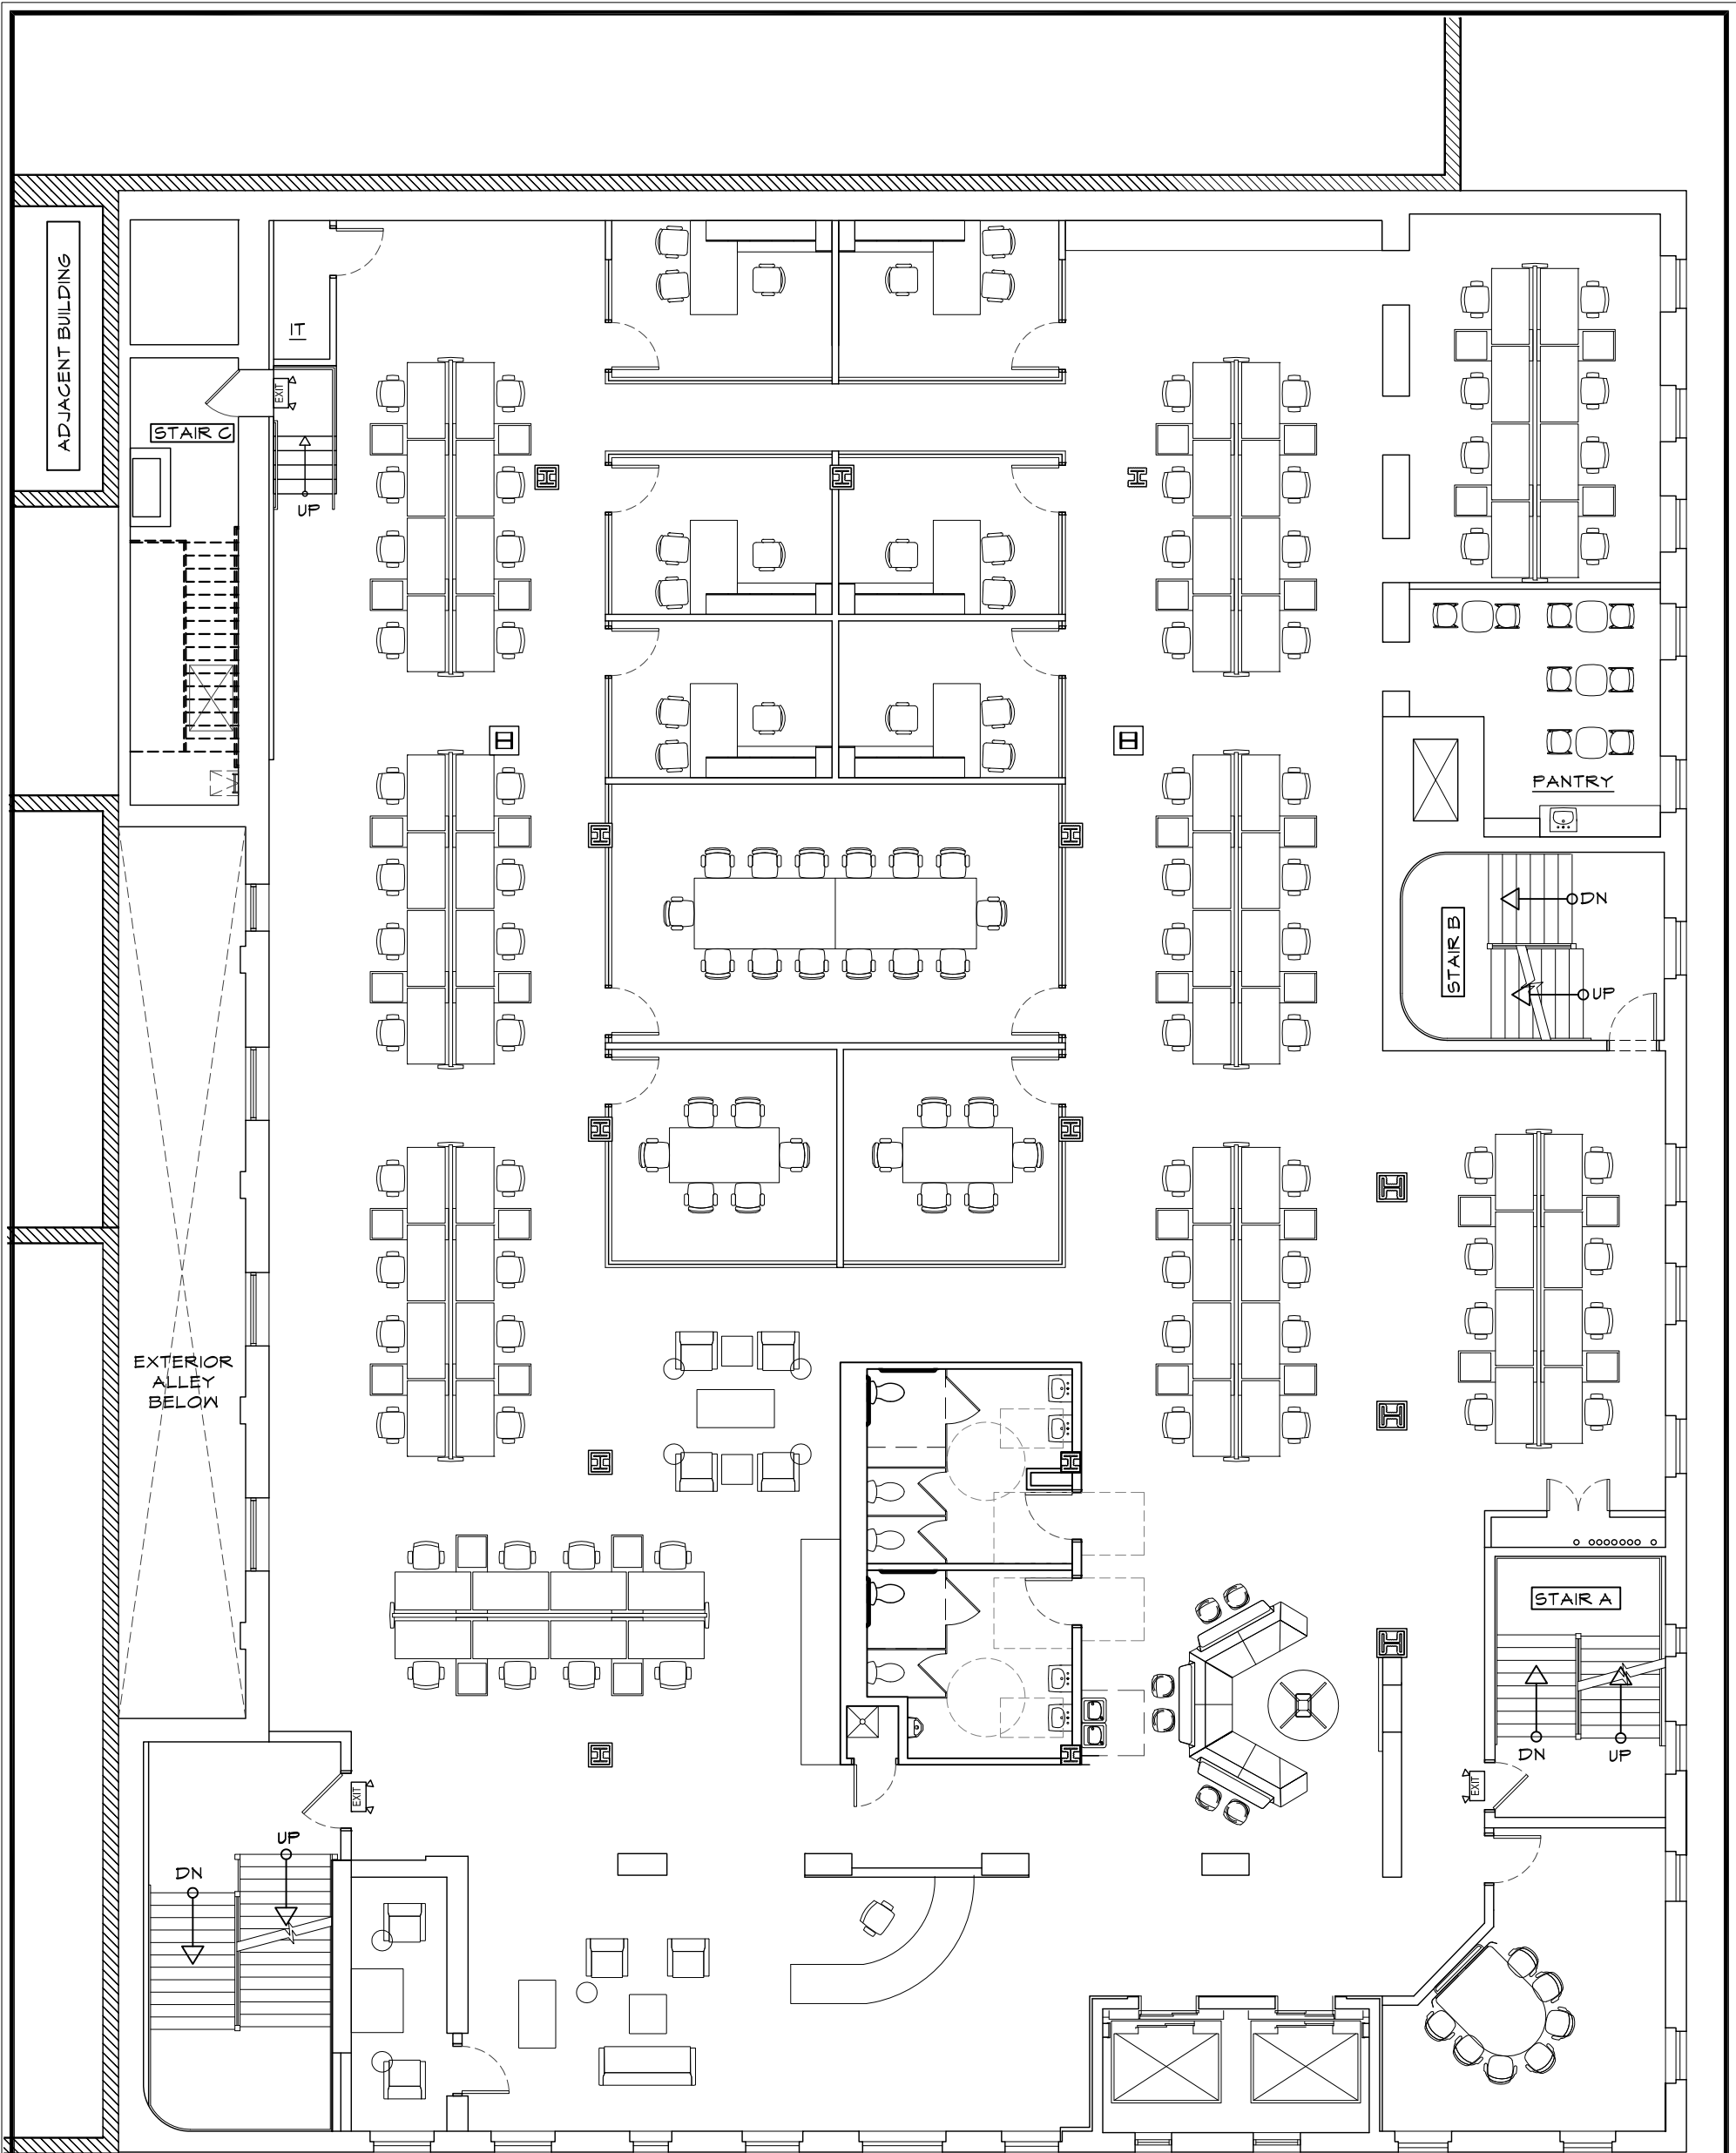 ADJACENT BUILDING
IT
EXIT
STAIR C
UP
PANTRY
DN
STAIR B
UP
EXTERIOR
ALLEY
BELOW
STAIR A
DN
UP
EXIT
EXIT
UP
DN